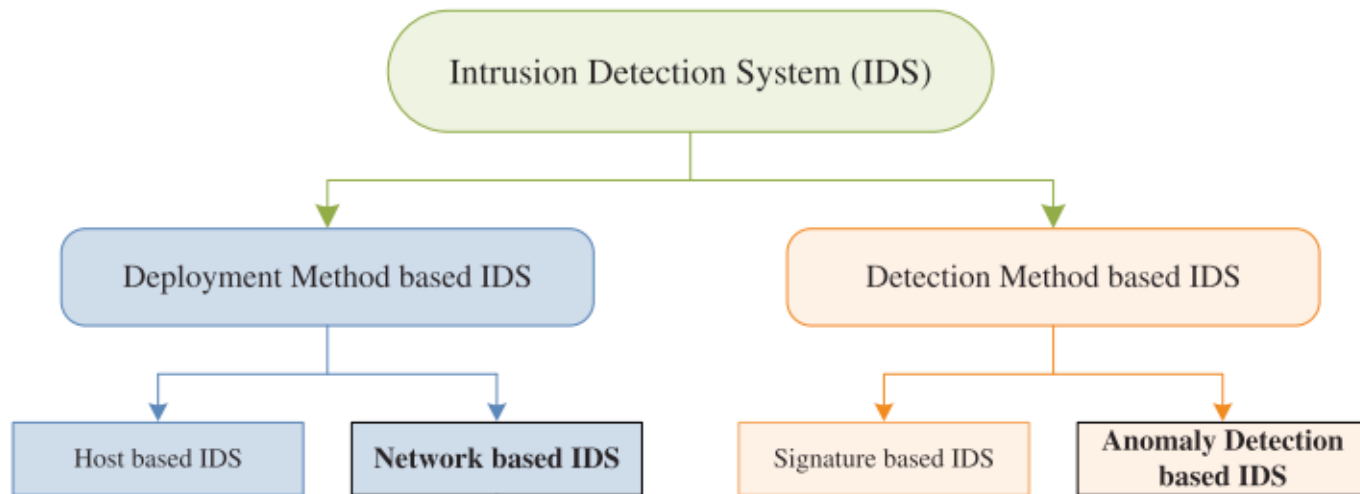 Intrusion Detection System (IDS)
Deployment Method based IDS
Detection Method based IDS
Host based IDS
Network based IDS
Signature based IDS
Anomaly Detection
based IDS